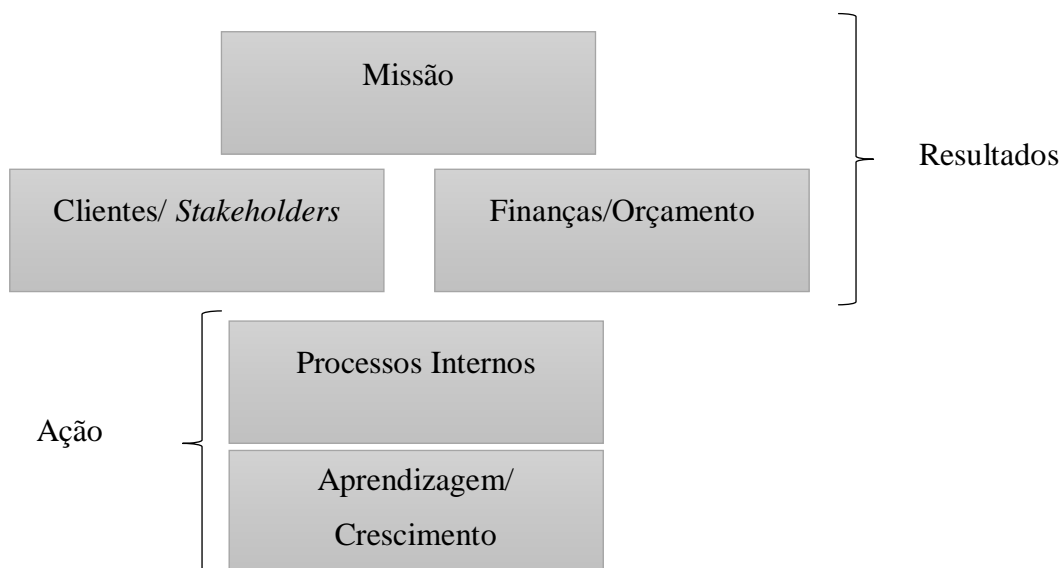 Missão
Resultados
Clientes/ Stakeholders
Finanças/Orçamento
Processos Internos
Ação
Aprendizagem/
Crescimento